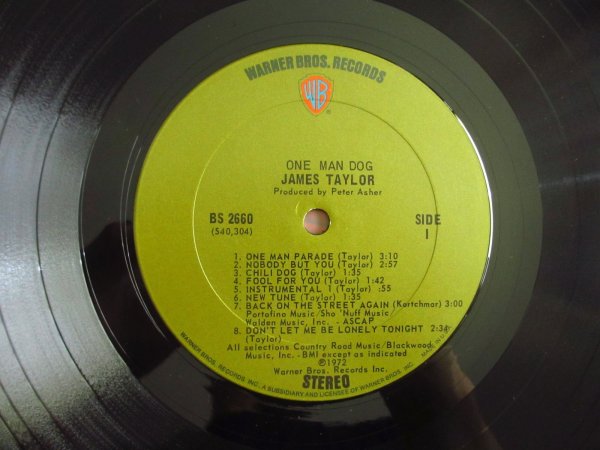 WARNER BROS. RECORDS
WB
®
ONE MAN DOG
JAMES TAYLOR
Produced by Peter Asher
BS 2660
(S40,304)
SIDE
1
1. ONE MAN PARADE (Taylor) 3:10
2. NOBODY BUT YOU (Taylor) 2:57
3. CHILI DOG (Taylor) 1:35
4. FOOL FOR YOU (Taylor) 1:42
5. INSTRUMENTAL I (Taylor) :55
6. NEW TUNE (Taylor) 1:35
7. BACK ON THE STREET AGAIN (Kortchmar) 3:00
Portofino Music/Sho 'Nuff Music/
Walden Music, Inc. - ASCAP
8. DON'T LET ME BE LONELY TONIGHT 2:34
(Taylor)
All selections Country Road Music/Blackwood
Music, Inc. - BMI except as indicated
℗1972
Warner Bros. Records Inc.
STEREO
WARNER BROS. RECORDS INC., A SUBSIDIARY AND LICENSEE OF WARNER BROS. INC.
MADE IN